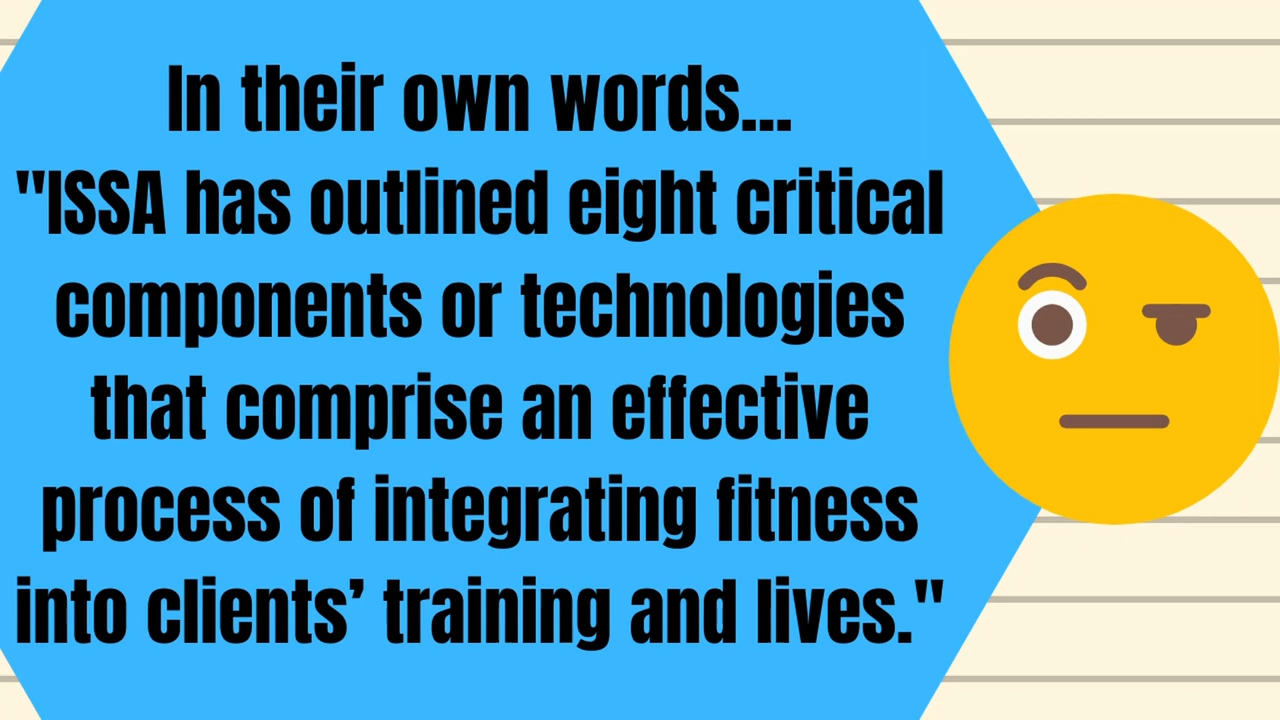 In their own words...
"ISSA has outlined eight critical
components or technologies
that comprise an effective
process of integrating fitness
into clients’ training and lives."